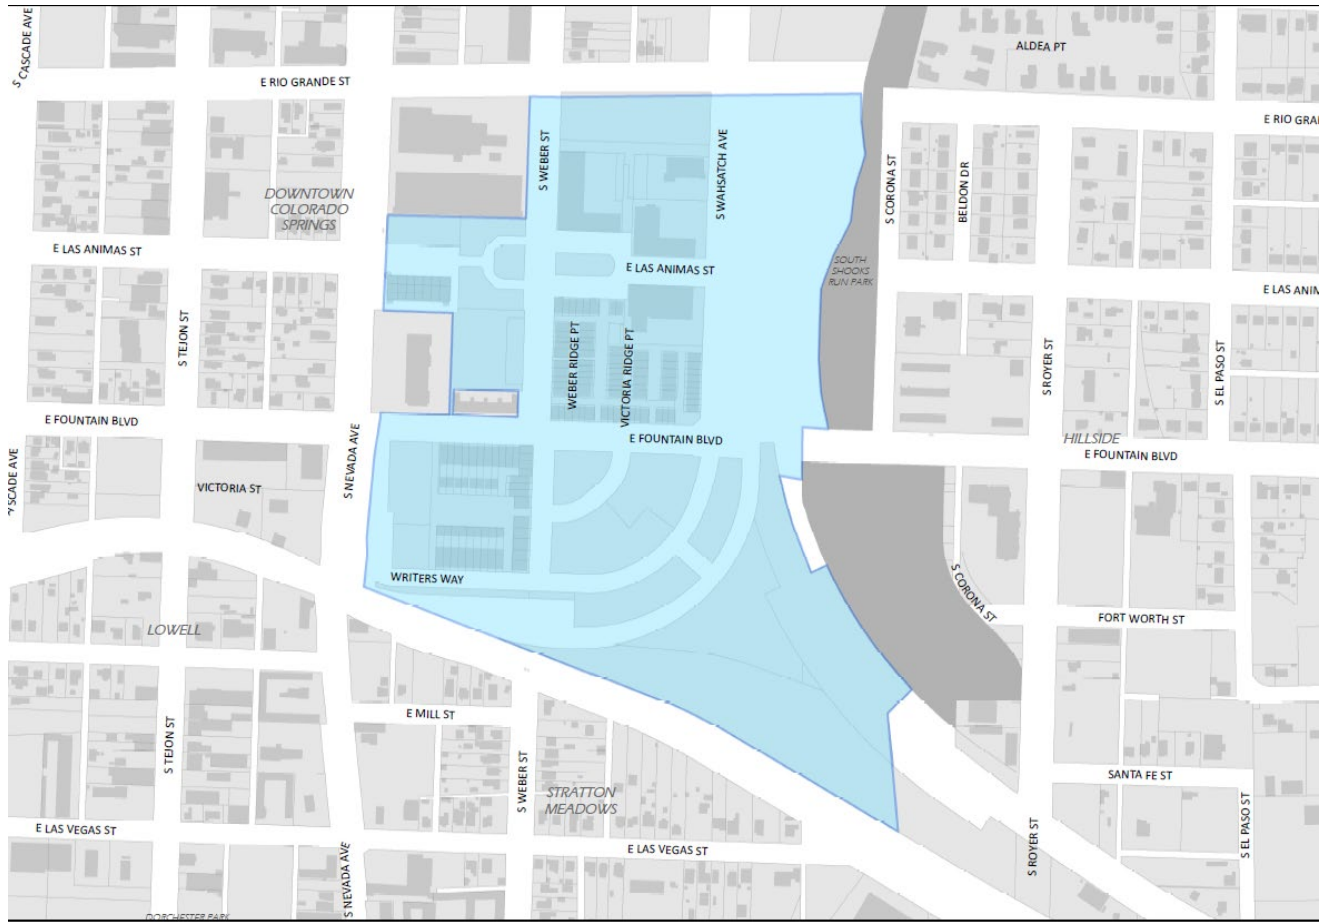 S CASCADE AVE
ALDEA PT
E RIO GRANDE ST
E RIO GRA
S WEBER ST
S WAHSATCH AVE
S CORONA ST
BELDON DR
DOWNTOWN
COLORADO
SPRINGS
E LAS ANIMAS ST
E LAS ANIMAS ST
SOUTH
SHOOKS
RUN PARK
E LAS ANIM
S TEJON ST
WEBER RIDGE PT
VICTORIA RIDGE PT
S ROYER ST
S EL PASO ST
E FOUNTAIN BLVD
E FOUNTAIN BLVD
HILLSIDE
E FOUNTAIN BLVD
SCADE AVE
VICTORIA ST
S NEVADA AVE
WRITERS WAY
S CORONA ST
FORT WORTH ST
LOWELL
E MILL ST
S TEJON ST
S WEBER ST
STRATTON
MEADOWS
SANTA FE ST
E LAS VEGAS ST
E LAS VEGAS ST
S NEVADA AVE
S ROYER ST
S EL PASO ST
DORCHESTER PARK